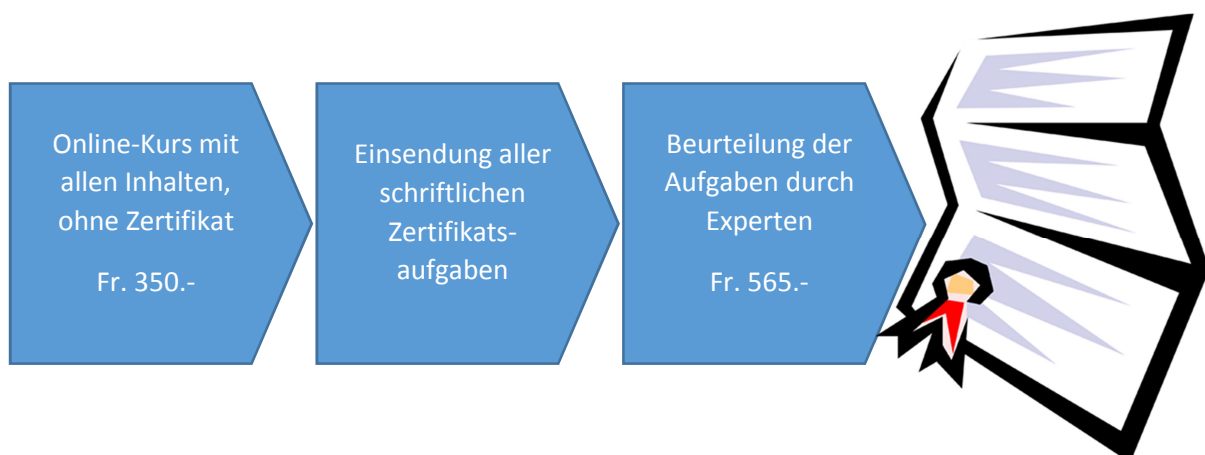 Online-Kurs mit
allen Inhalten,
ohne Zertifikat
Fr. 350.-
Einsendung aller
schriftlichen
Zertifikats-
aufgaben
Beurteilung der
Aufgaben durch
Experten
Fr. 565.-